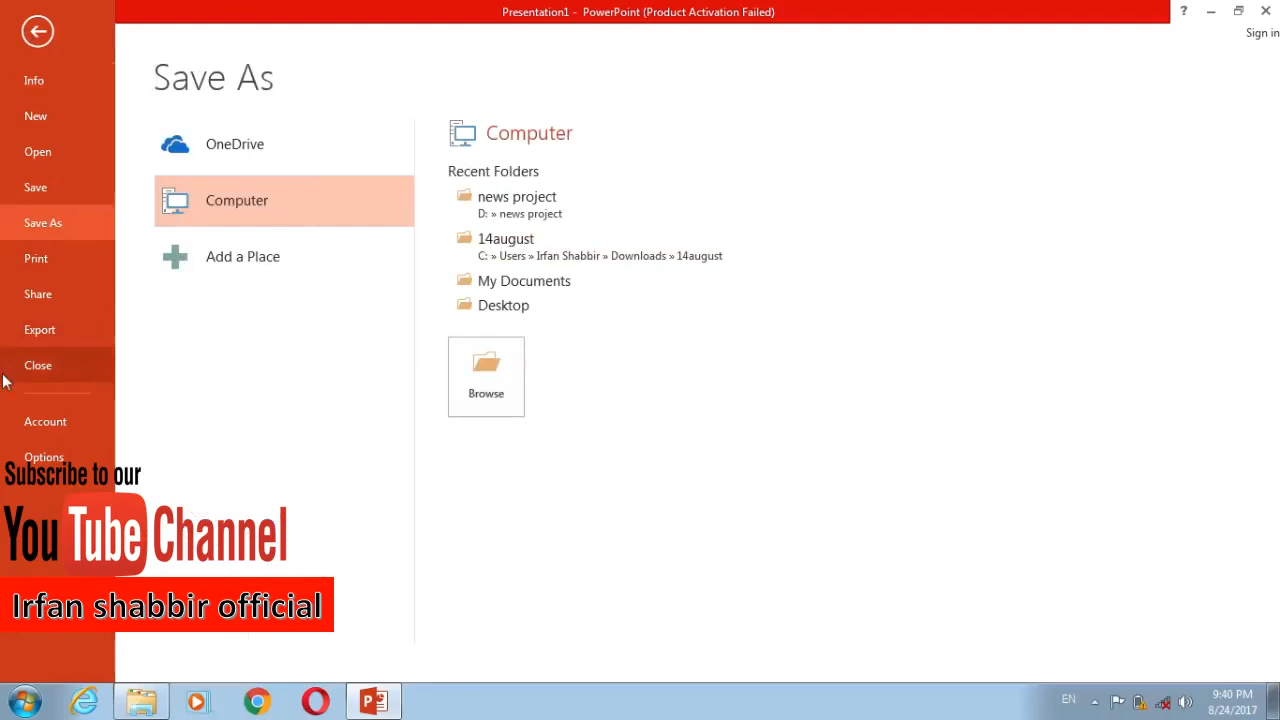 Presentation1 - PowerPoint (Product Activation Failed)
?
Sign in
Info
New
Open
Save
Save As
Print
Share
Export
Close
Account
Options
Save As
OneDrive
Computer
Add a Place
Computer
Recent Folders
news project
D: » news project
14august
C: » Users » Irfan Shabbir » Downloads » 14august
My Documents
Desktop
Browse
Subscribe to our
YouTube Channel
Irfan shabbir official
EN
9:40 PM
8/24/2017